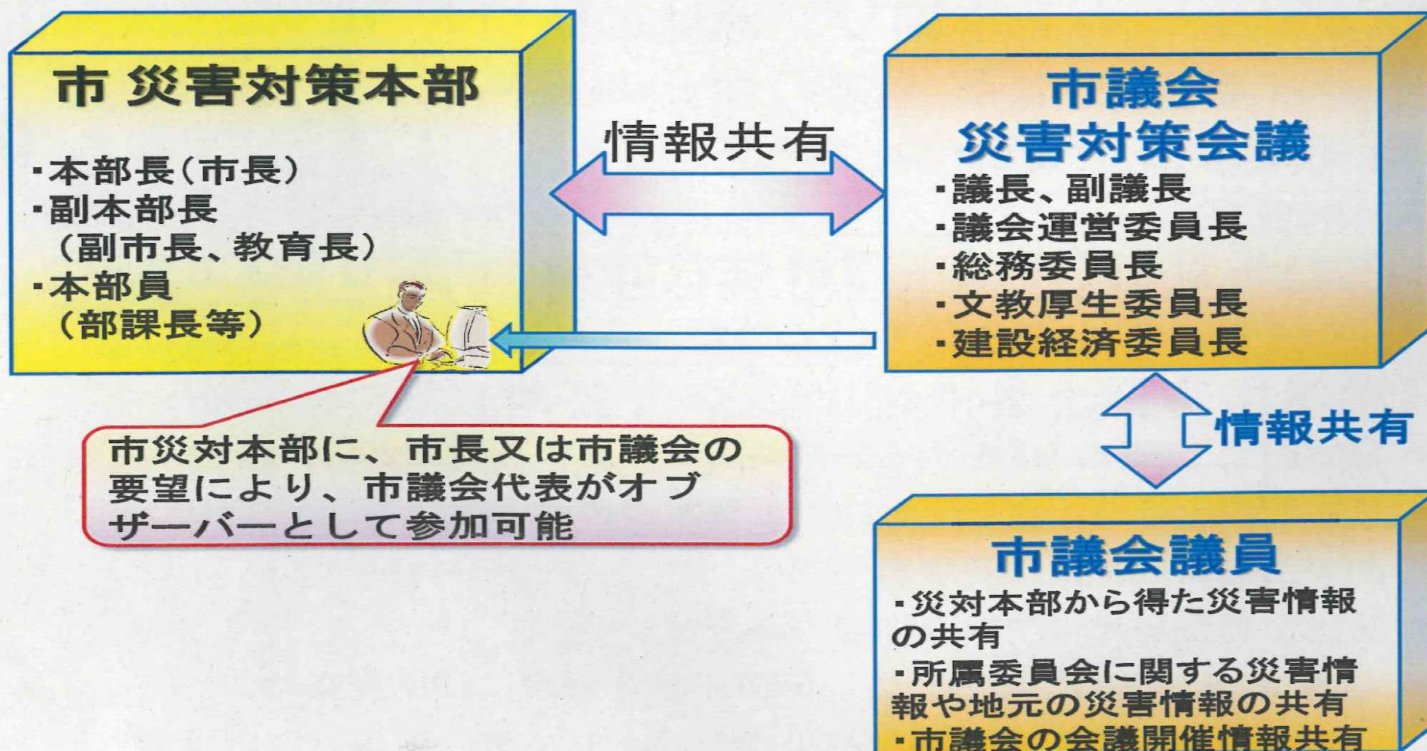 市 災害対策本部
・本部長(市長)
・副本部長
(副市長、教育長)
・本部員
(部課長等)
情報共有
市議会
災害対策会議
・議長、副議長
・議会運営委員長
・総務委員長
・文教厚生委員長
・建設経済委員長
市災対本部に、市長又は市議会の
要望により、市議会代表がオブ
ザーバーとして参加可能
情報共有
市議会議員
・災対本部から得た災害情報
の共有
・所属委員会に関する災害情
報や地元の災害情報の共有
・市議会の会議開催情報共有